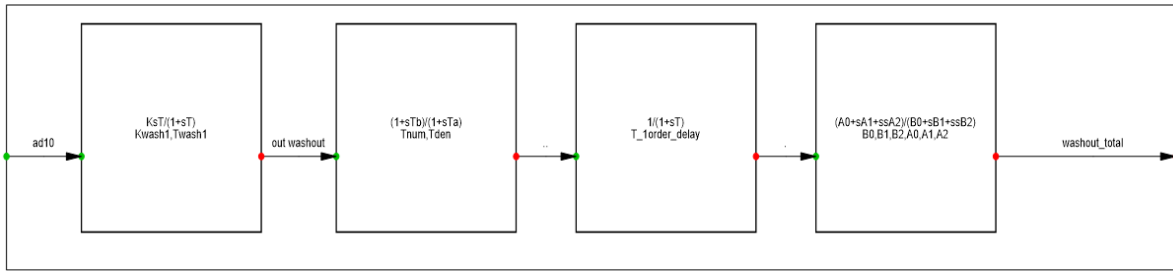 ad10
KsT/(1+sT)
Kwash1,Twash1
out washout
(1+sTb)/(1+sTa)
Tnum,Tden
..
1/(1+sT)
T_1order_delay
.
(A0+sA1+ssA2)/(B0+sB1+ssB2)
B0,B1,B2,A0,A1,A2
washout_total